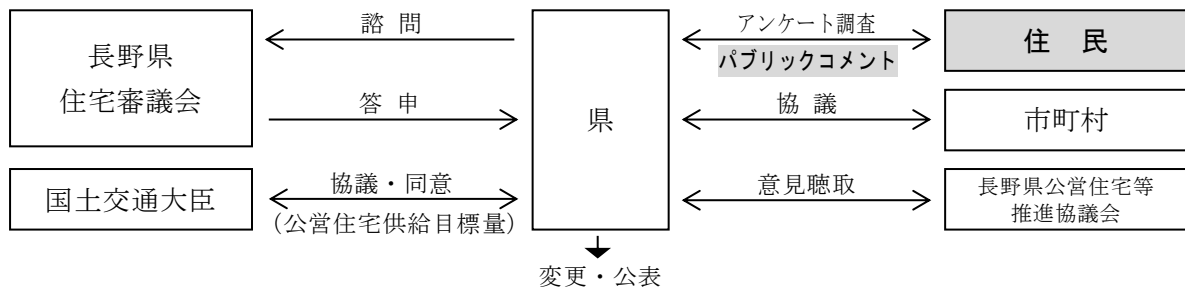 長野県
住宅審議会
諮 問
答 申
国土交通大臣
協議・同意
(公営住宅供給目標量)
県
変更・公表
アンケート調査
パブリックコメント
住 民
協 議
市町村
意見聴取
長野県公営住宅等
推進協議会